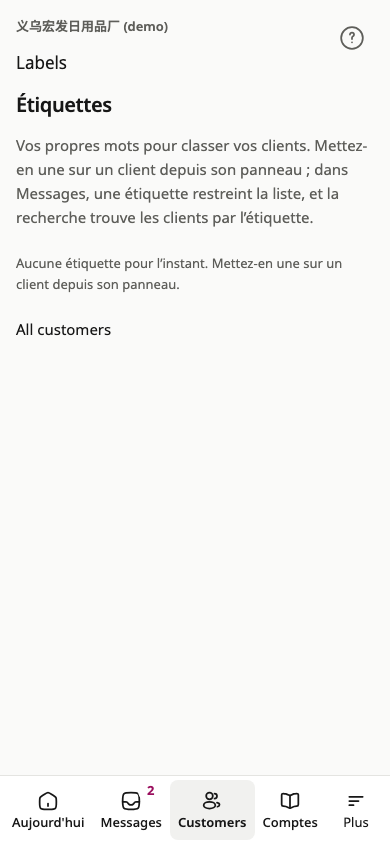 义乌宏发日用品厂 (demo)
Labels
Étiquettes
Vos propres mots pour classer vos clients. Mettez-
en une sur un client depuis son panneau ; dans
Messages, une étiquette restreint la liste, et la
recherche trouve les clients par l’étiquette.
Aucune étiquette pour l’instant. Mettez-en une sur un
client depuis son panneau.
All customers
2
Aujourd'hui Messages Customers Comptes Plus